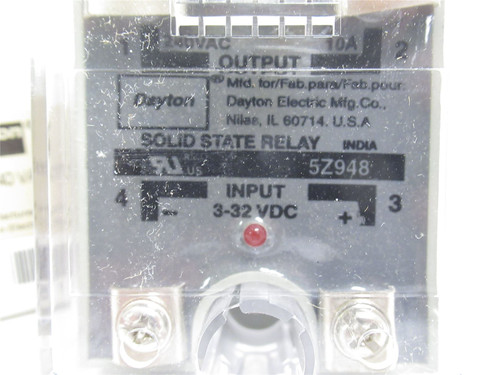 1 240VAC 10A 2
OUTPUT
Dayton ® Mfd. for/Fab.para/Fab.pour
Dayton Electric Mfg.Co.,
Niles, IL 60714. U.S.A
SOLID STATE RELAY INDIA
US 5Z948
4 INPUT 3
3-32 VDC
- +